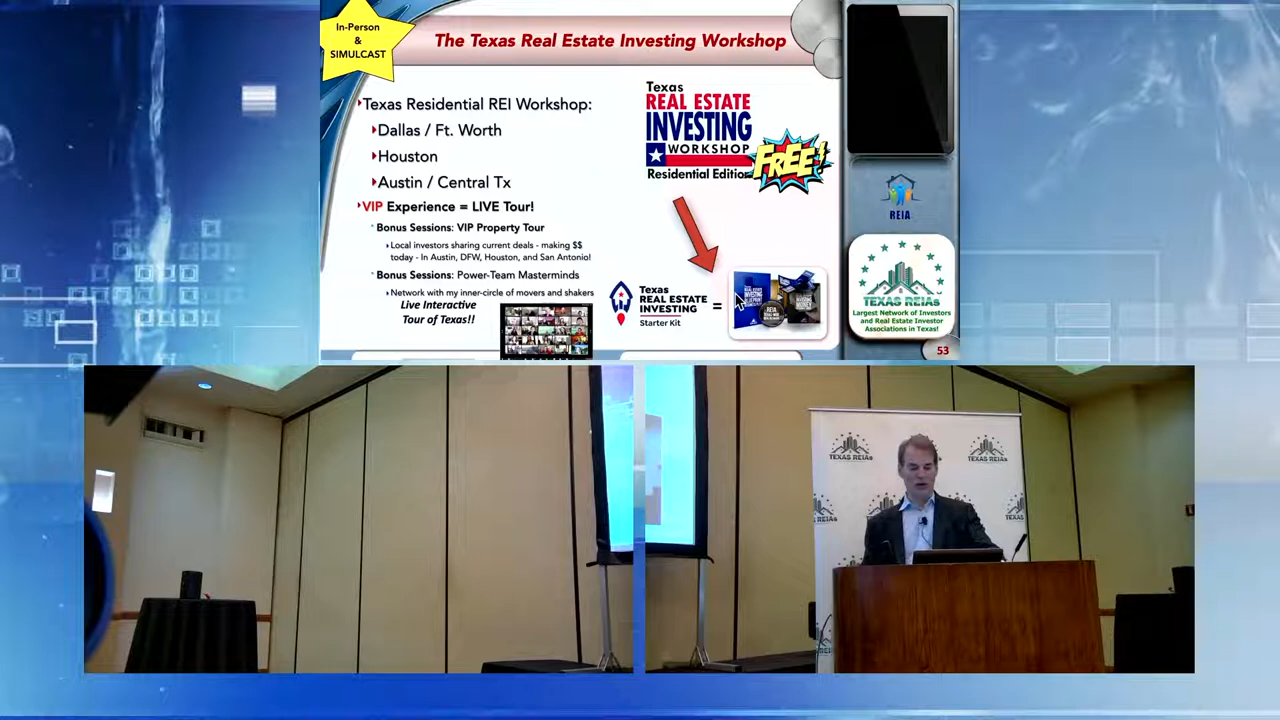 In-Person
&
SIMULCAST
The Texas Real Estate Investing Workshop
Texas Residential REI Workshop:
Dallas / Ft. Worth
Houston
Austin / Central Tx
VIP Experience = LIVE Tour!
Bonus Sessions: VIP Property Tour
Local investors sharing current deals - making $$
today - In Austin, DFW, Houston, and San Antonio!
Bonus Sessions: Power-Team Masterminds
Network with my inner-circle of movers and shakers
Live Interactive
Tour of Texas!!
Texas
REAL ESTATE
INVESTING
WORKSHOP
Residential Edition
FREE!
Texas
REAL ESTATE
INVESTING
Starter Kit
=
REIA
TEXAS REIAs
Largest Network of Investors
and Real Estate Investor
Associations in Texas!
53
TEXAS REIAs
TEXAS REIAs